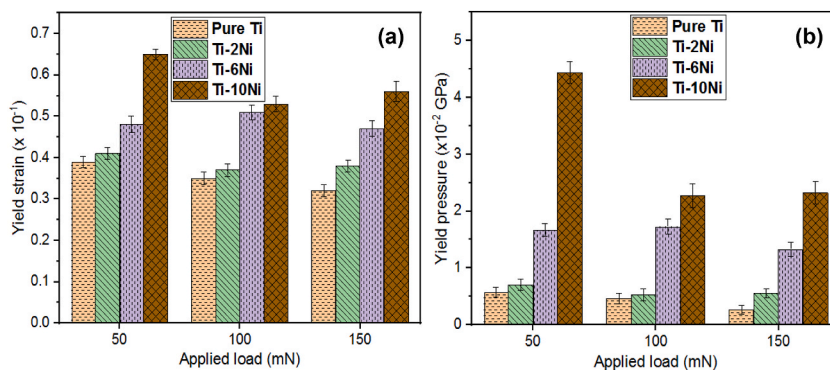 (a)
Pure Ti
Ti-2Ni
Ti-6Ni
Ti-10Ni
Yield strain (x 10⁻¹)
0.7
0.6
0.5
0.4
0.3
0.2
0.1
0.0
50
100
150
Applied load (mN)
(b)
Pure Ti
Ti-2Ni
Ti-6Ni
Ti-10Ni
Yield pressure (x10⁻² GPa)
5
4
3
2
1
0
50
100
150
Applied load (mN)